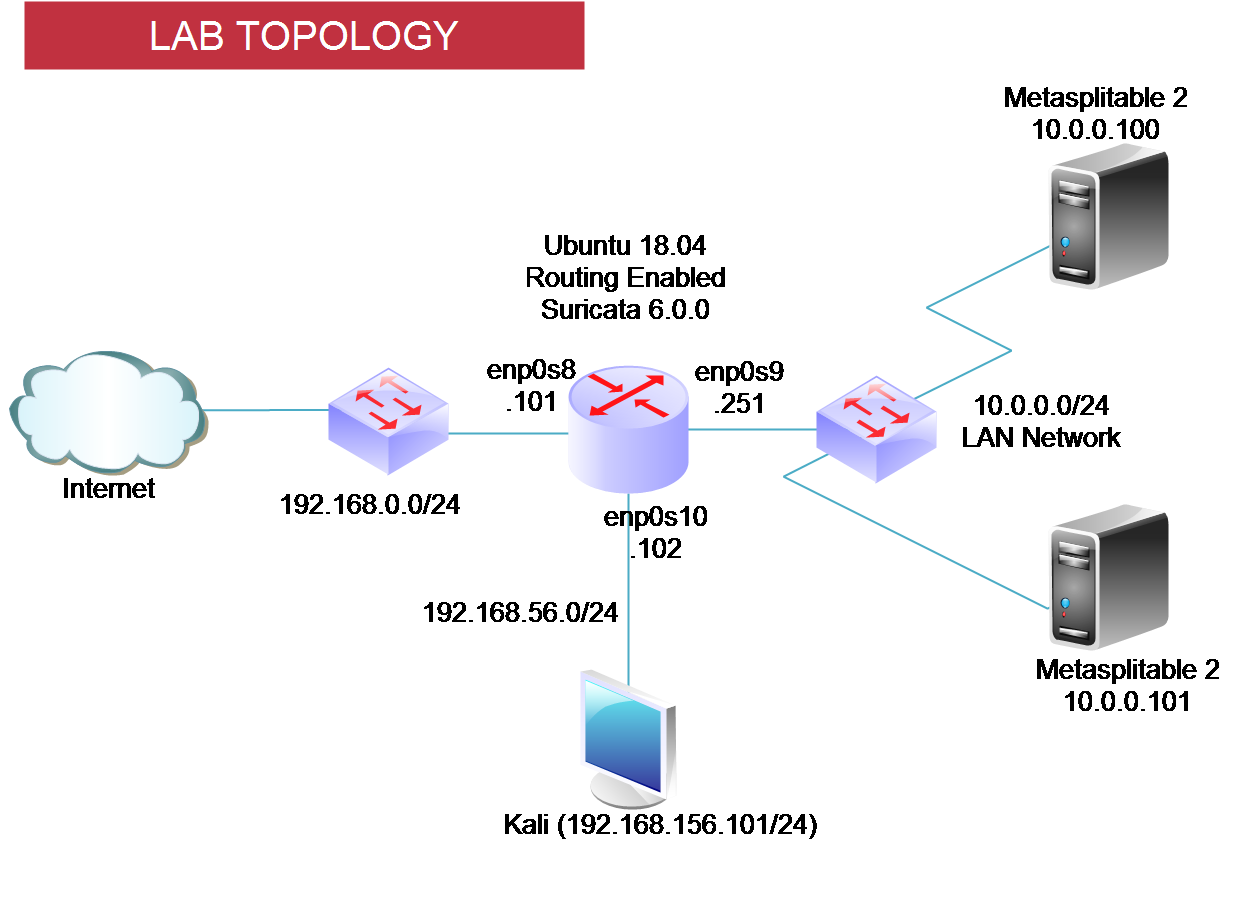 LAB TOPOLOGY
Metasplitable 2
10.0.0.100
Ubuntu 18.04
Routing Enabled
Suricata 6.0.0
enp0s8
.101
enp0s9
.251
10.0.0.0/24
LAN Network
Internet
192.168.0.0/24
enp0s10
.102
192.168.56.0/24
Metasplitable 2
10.0.0.101
Kali (192.168.156.101/24)